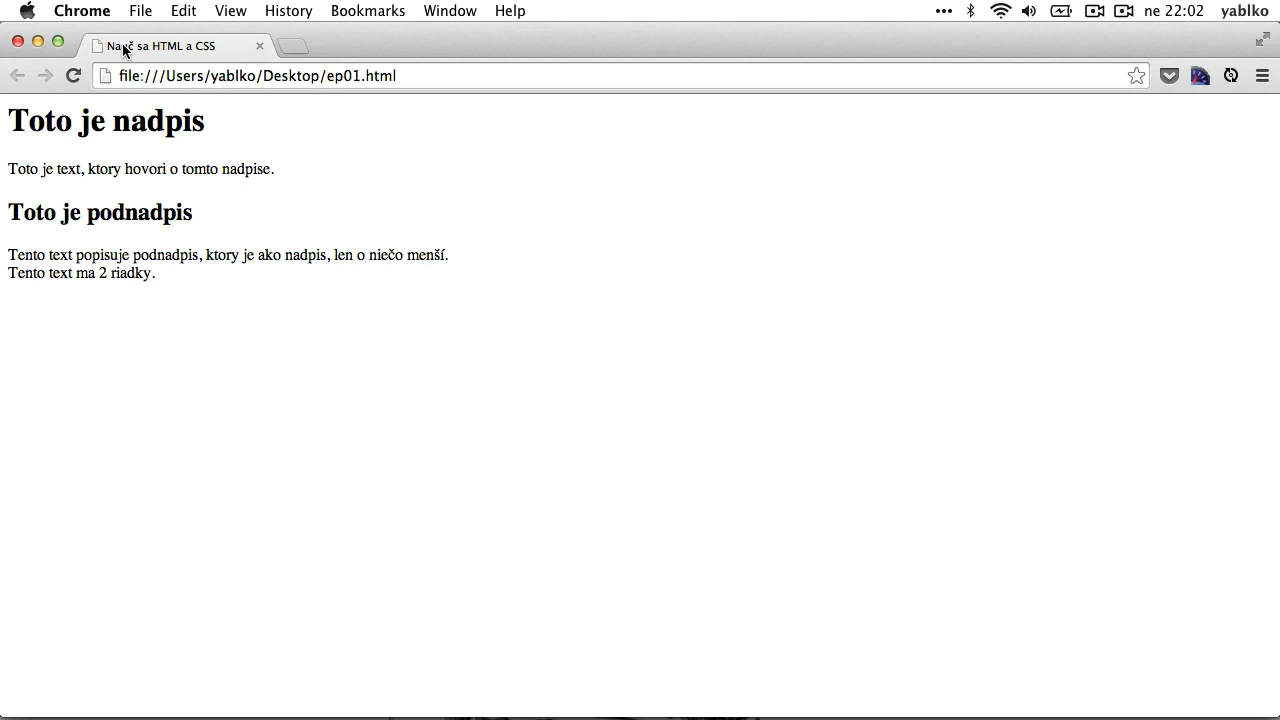 Chrome File Edit View History Bookmarks Window Help ne 22:02 yablko
sa HTML a CSS
file:///Users/yablko/Desktop/ep01.html
Toto je nadpis
Toto je text, ktory hovori o tomto nadpise.
Toto je podnadpis
Tento text popisuje podnadpis, ktory je ako nadpis, len o niečo menší.
Tento text ma 2 riadky.